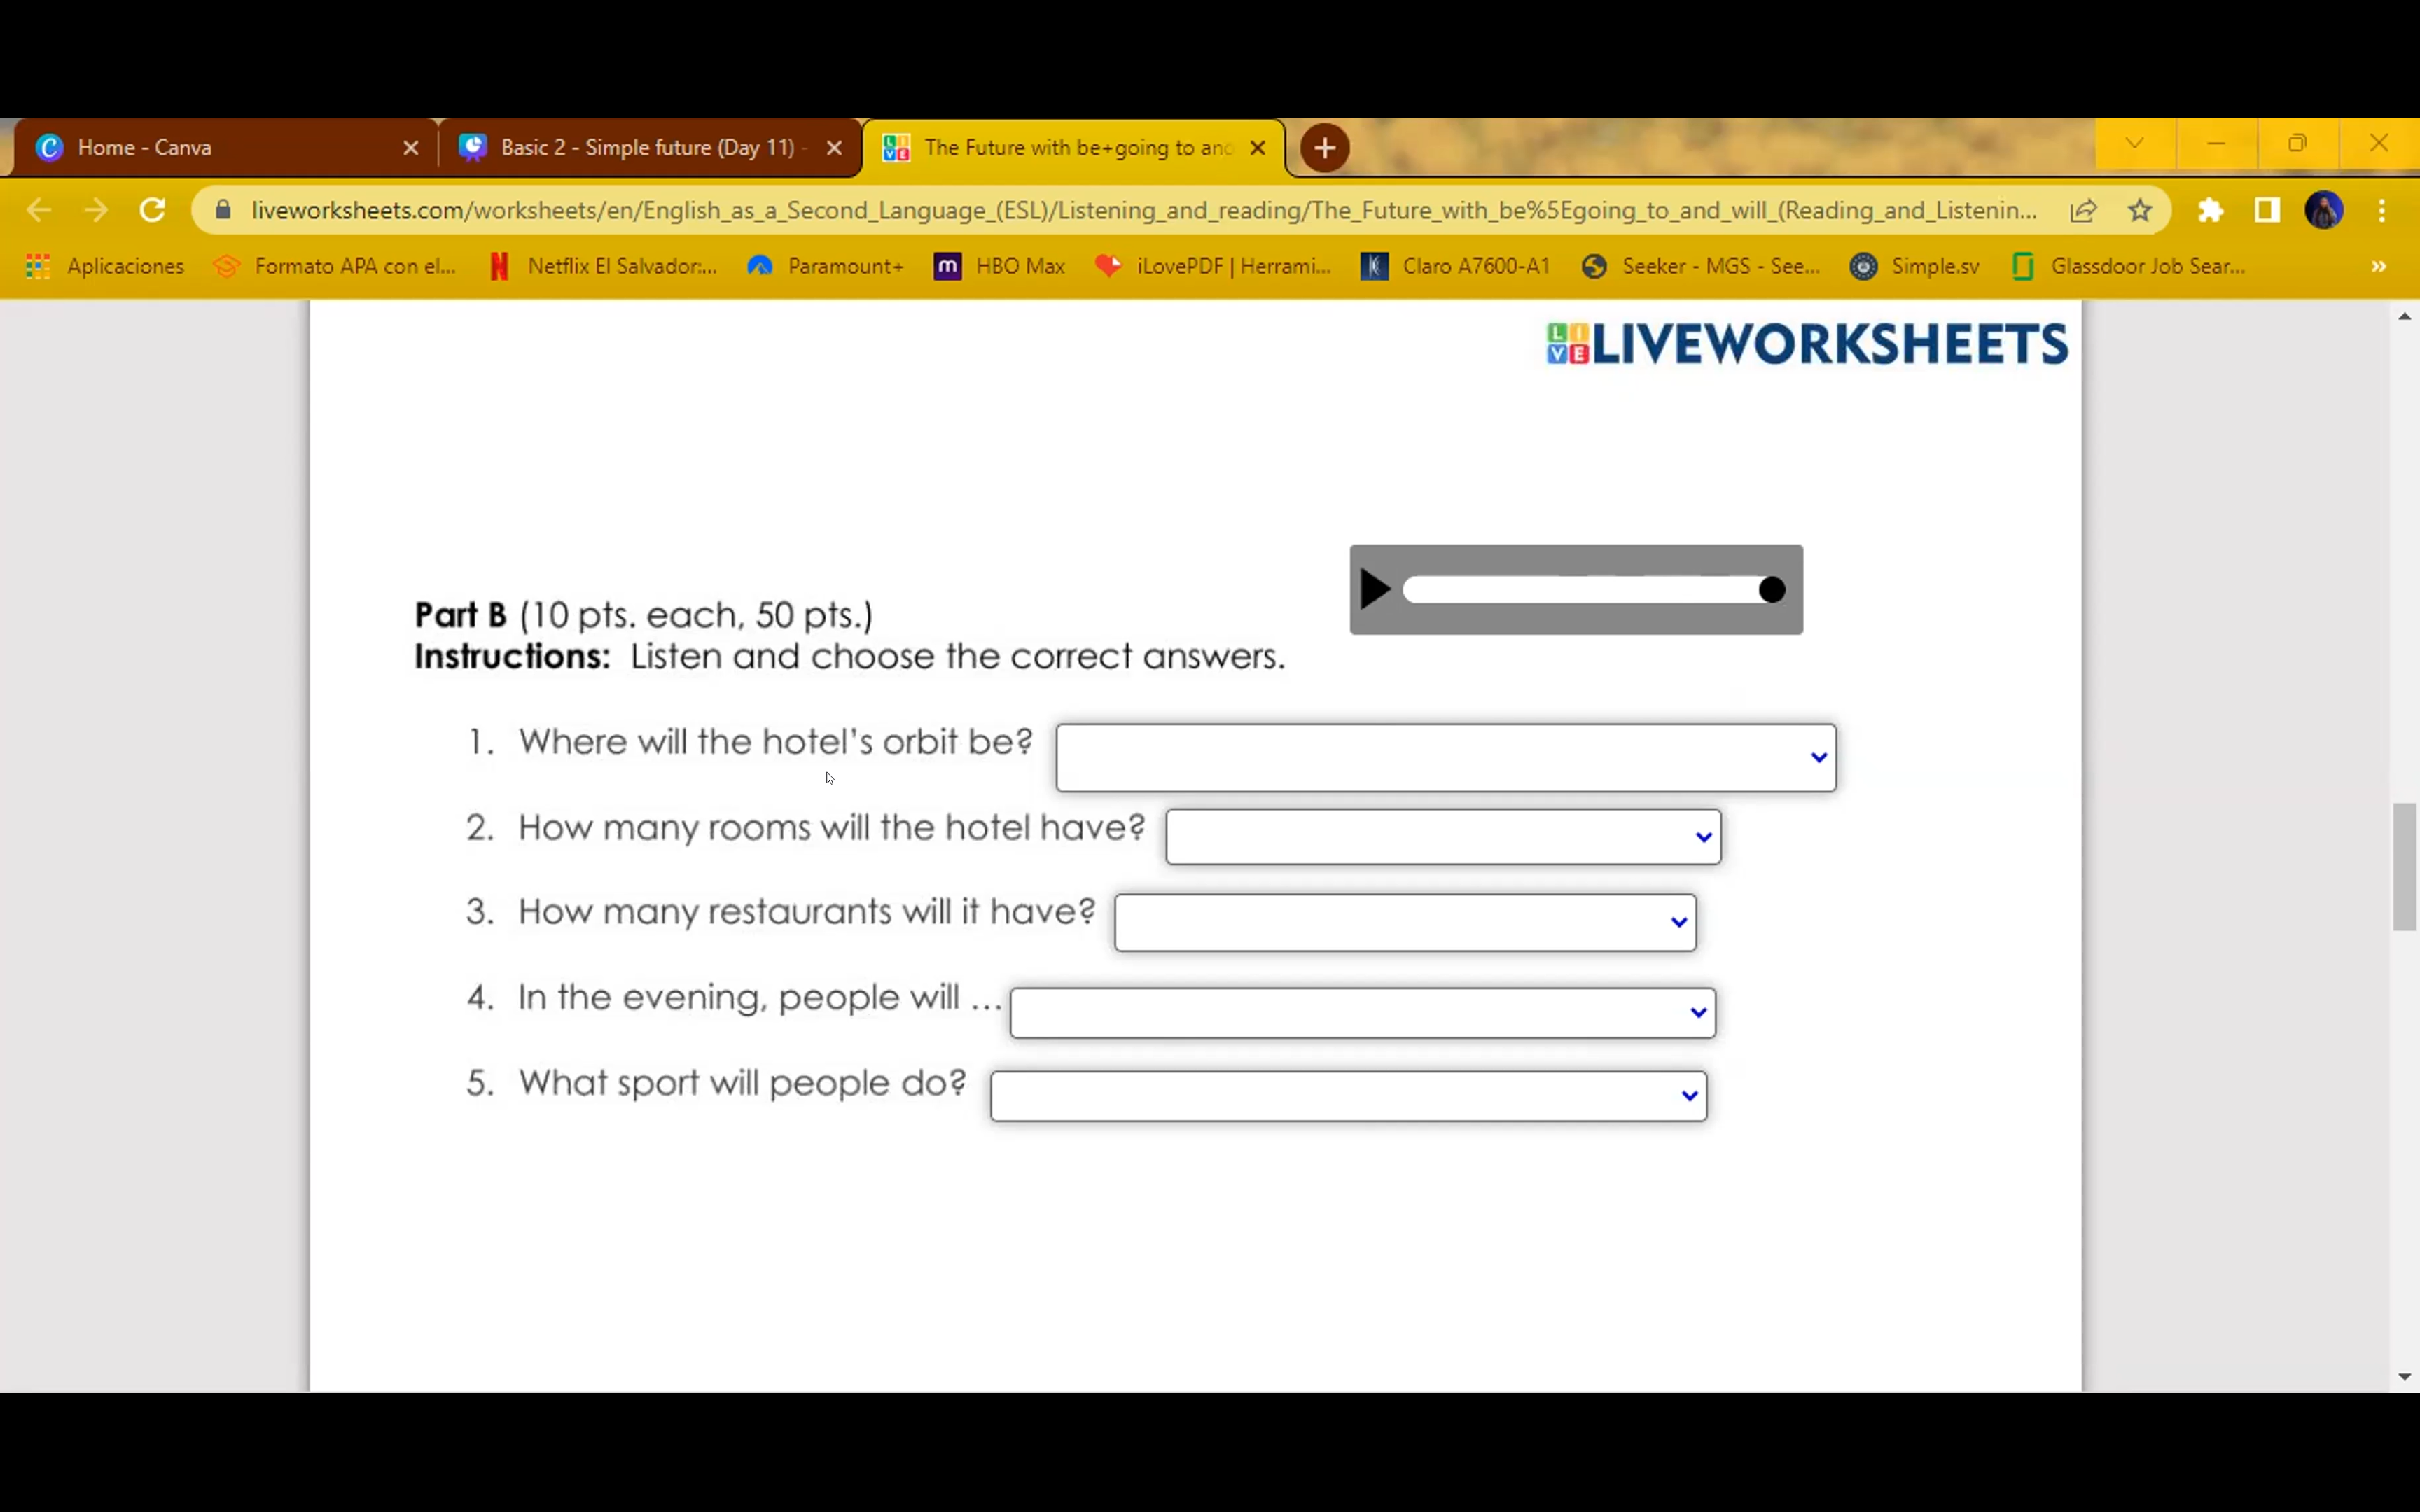 Home - Canva
Basic 2 - Simple future (Day 11) -
The Future with be+going to and
liveworksheets.com/worksheets/en/English_as_a_Second_Language_(ESL)/Listening_and_reading/The_Future_with_be%5Egoing_to_and_will_(Reading_and_Listenin...
Aplicaciones
Formato APA con el...
Netflix El Salvador:...
Paramount+
HBO Max
iLovePDF | Herrami...
Claro A7600-A1
Seeker - MGS - See...
Simple.sv
Glassdoor Job Sear...
»
LIVE LIVEWORKSHEETS
Part B (10 pts. each, 50 pts.)
Instructions: Listen and choose the correct answers.
1. Where will the hotel's orbit be?
2. How many rooms will the hotel have?
3. How many restaurants will it have?
4. In the evening, people will ...
5. What sport will people do?